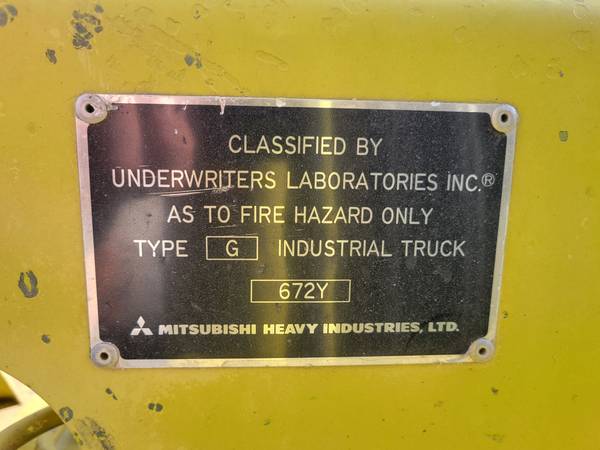 CLASSIFIED BY
UNDERWRITERS LABORATORIES INC.®
AS TO FIRE HAZARD ONLY
TYPE G INDUSTRIAL TRUCK
672Y
MITSUBISHI HEAVY INDUSTRIES, LTD.